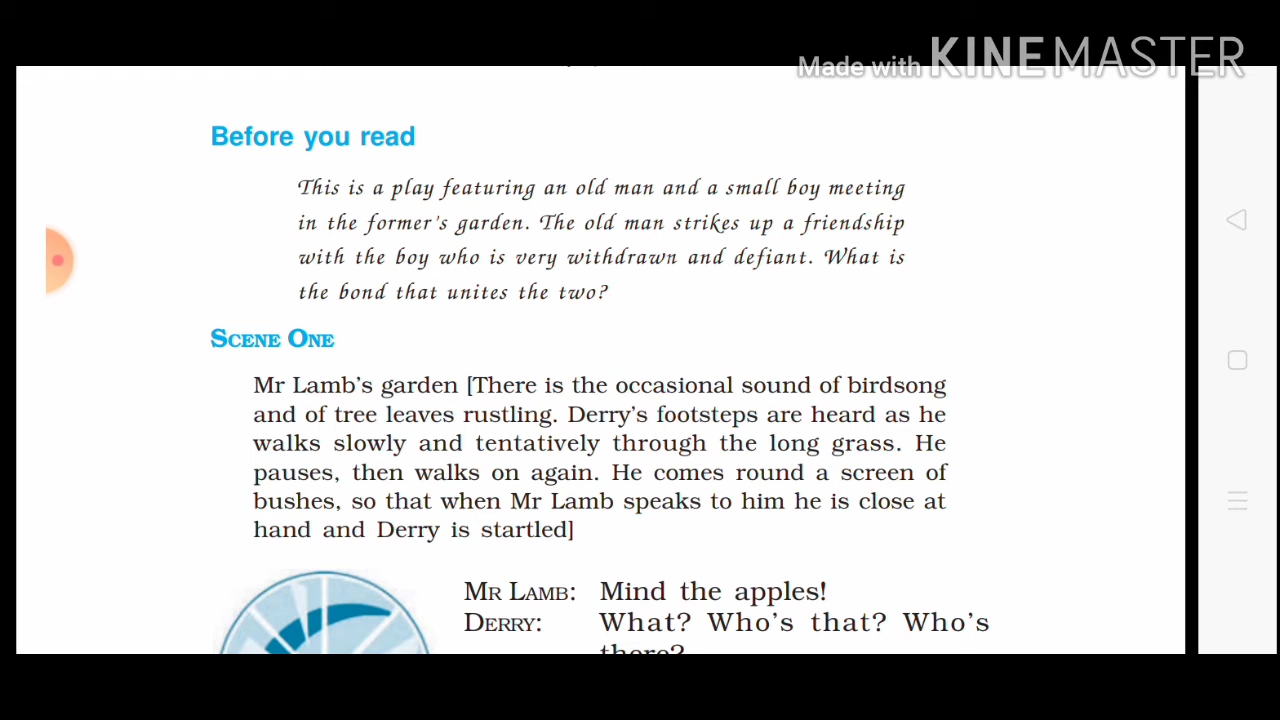 Made with KINEMASTER
Before you read
This is a play featuring an old man and a small boy meeting
in the former's garden. The old man strikes up a friendship
with the boy who is very withdrawn and defiant. What is
the bond that unites the two?
SCENE ONE
Mr Lamb's garden [There is the occasional sound of birdsong
and of tree leaves rustling. Derry's footsteps are heard as he
walks slowly and tentatively through the long grass. He
pauses, then walks on again. He comes round a screen of
bushes, so that when Mr Lamb speaks to him he is close at
hand and Derry is startled]
MR LAMB: Mind the apples!
DERRY: What? Who's that? Who's
there?